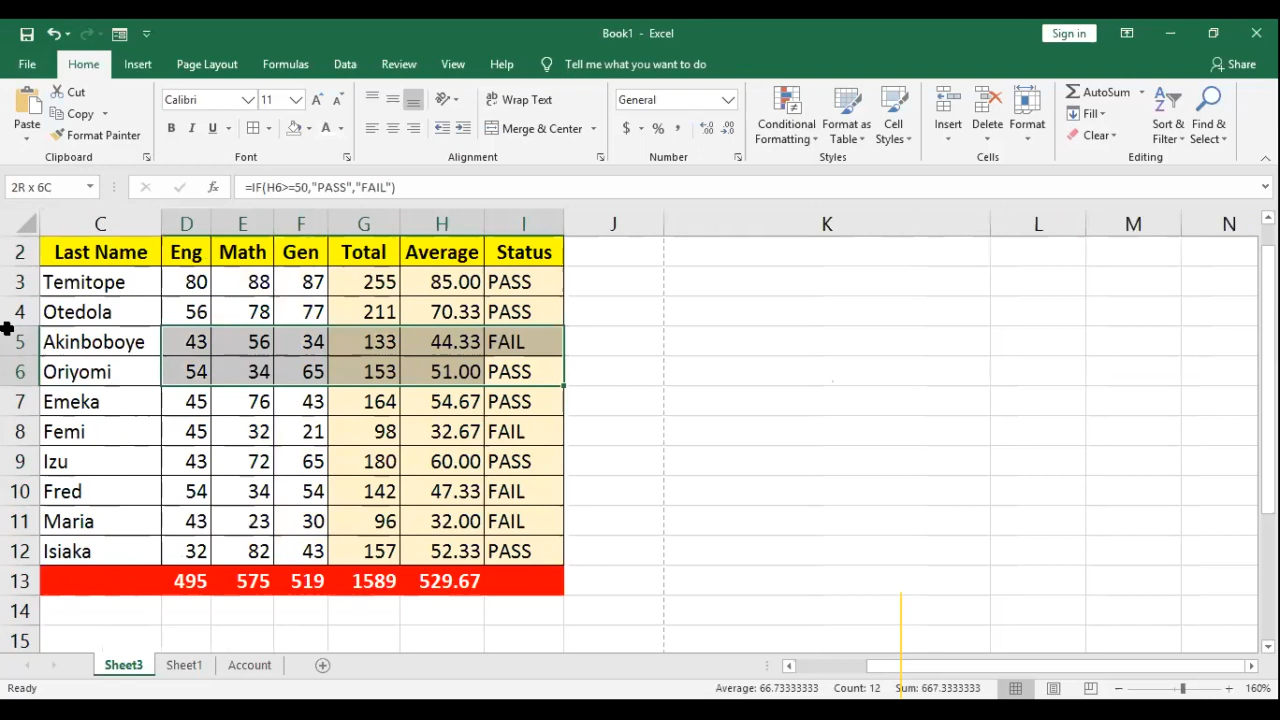 Book1 - Excel
Sign in
File Home Insert Page Layout Formulas Data Review View Help Tell me what you want to do Share
Paste
Cut
Copy
Format Painter
Calibri 11
B I U
Wrap Text
Merge & Center
General
$ % ,
Conditional Formatting
Format as Table
Cell Styles
Insert
Delete
Format
AutoSum
Fill
Clear
Sort & Filter
Find & Select
Clipboard Font Alignment Number Styles Cells Editing
2R x 6C fx =IF(H6>=50,"PASS","FAIL")
C D E F G H I J K L M N
2 Last Name Eng Math Gen Total Average Status
3 Temitope 80 88 87 255 85.00 PASS
4 Otedola 56 78 77 211 70.33 PASS
5 Akinboboye 43 56 34 133 44.33 FAIL
6 Oriyomi 54 34 65 153 51.00 PASS
7 Emeka 45 76 43 164 54.67 PASS
8 Femi 45 32 21 98 32.67 FAIL
9 Izu 43 72 65 180 60.00 PASS
10 Fred 54 34 54 142 47.33 FAIL
11 Maria 43 23 30 96 32.00 FAIL
12 Isiaka 32 82 43 157 52.33 PASS
13 495 575 519 1589 529.67
14
15
Sheet3 Sheet1 Account
Ready Average: 66.73333333 Count: 12 Sum: 667.3333333 160%